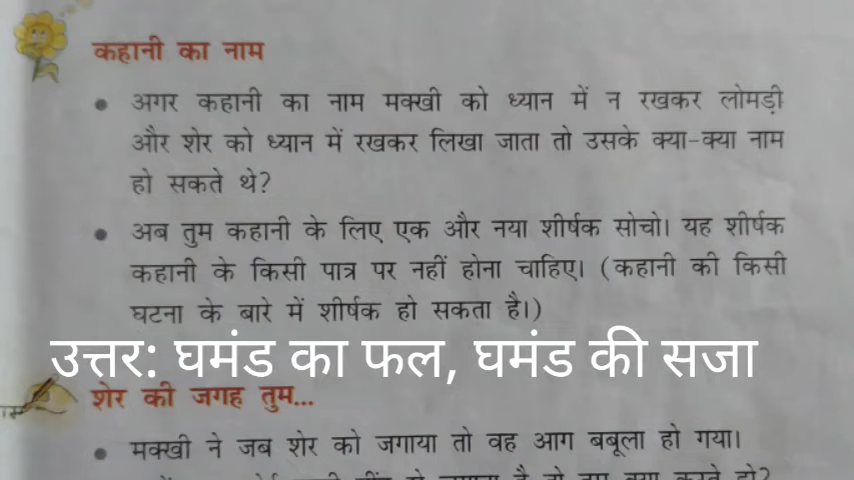 कहानी का नाम
• अगर कहानी का नाम मक्खी को ध्यान में न रखकर लोमड़ी
और शेर को ध्यान में रखकर लिखा जाता तो उसके क्या-क्या नाम
हो सकते थे?
• अब तुम कहानी के लिए एक और नया शीर्षक सोचो। यह शीर्षक
कहानी के किसी पात्र पर नहीं होना चाहिए। (कहानी की किसी
घटना के बारे में शीर्षक हो सकता है।)
उत्तर: घमंड का फल, घमंड की सजा
शेर की जगह तुम...
• मक्खी ने जब शेर को जगाया तो वह आग बबूला हो गया।